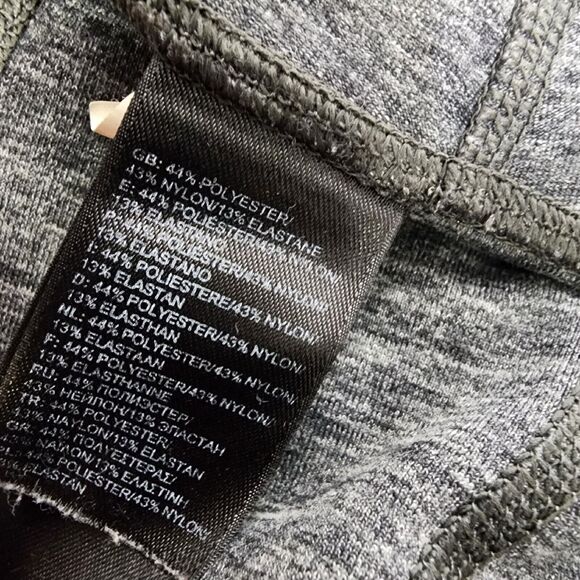 GB: 44% POLYESTER/
43% NYLON/13% ELASTANE
E: 44% POLIESTER/43% NYLON/
13% ELASTANO
P: 44% POLIESTER/43% NYLON/
13% ELASTANO
I: 44% POLIESTERE/43% NYLON/
13% ELASTAN
D: 44% POLYESTER/43% NYLON/
13% ELASTHAN
NL: 44% POLYESTER/43% NYLON/
13% ELASTAAN
F: 44% POLYESTER/43% NYLON/
13% ELASTHANNE
RU: 44% ПОЛИЭСТЕР/
43% НЕЙЛОН/13% ЭЛАСТАН
TR: 44% POLYESTER/
43% NAYLON/13% ELASTAN
GR: 44% ΠΟΛΥΕΣΤΕΡΑΣ/
ΝΑΪΛΟΝ/13% ΕΛΑΣΤΙΝΗ
POLIESTER/43% NYLON/
ELASTAN